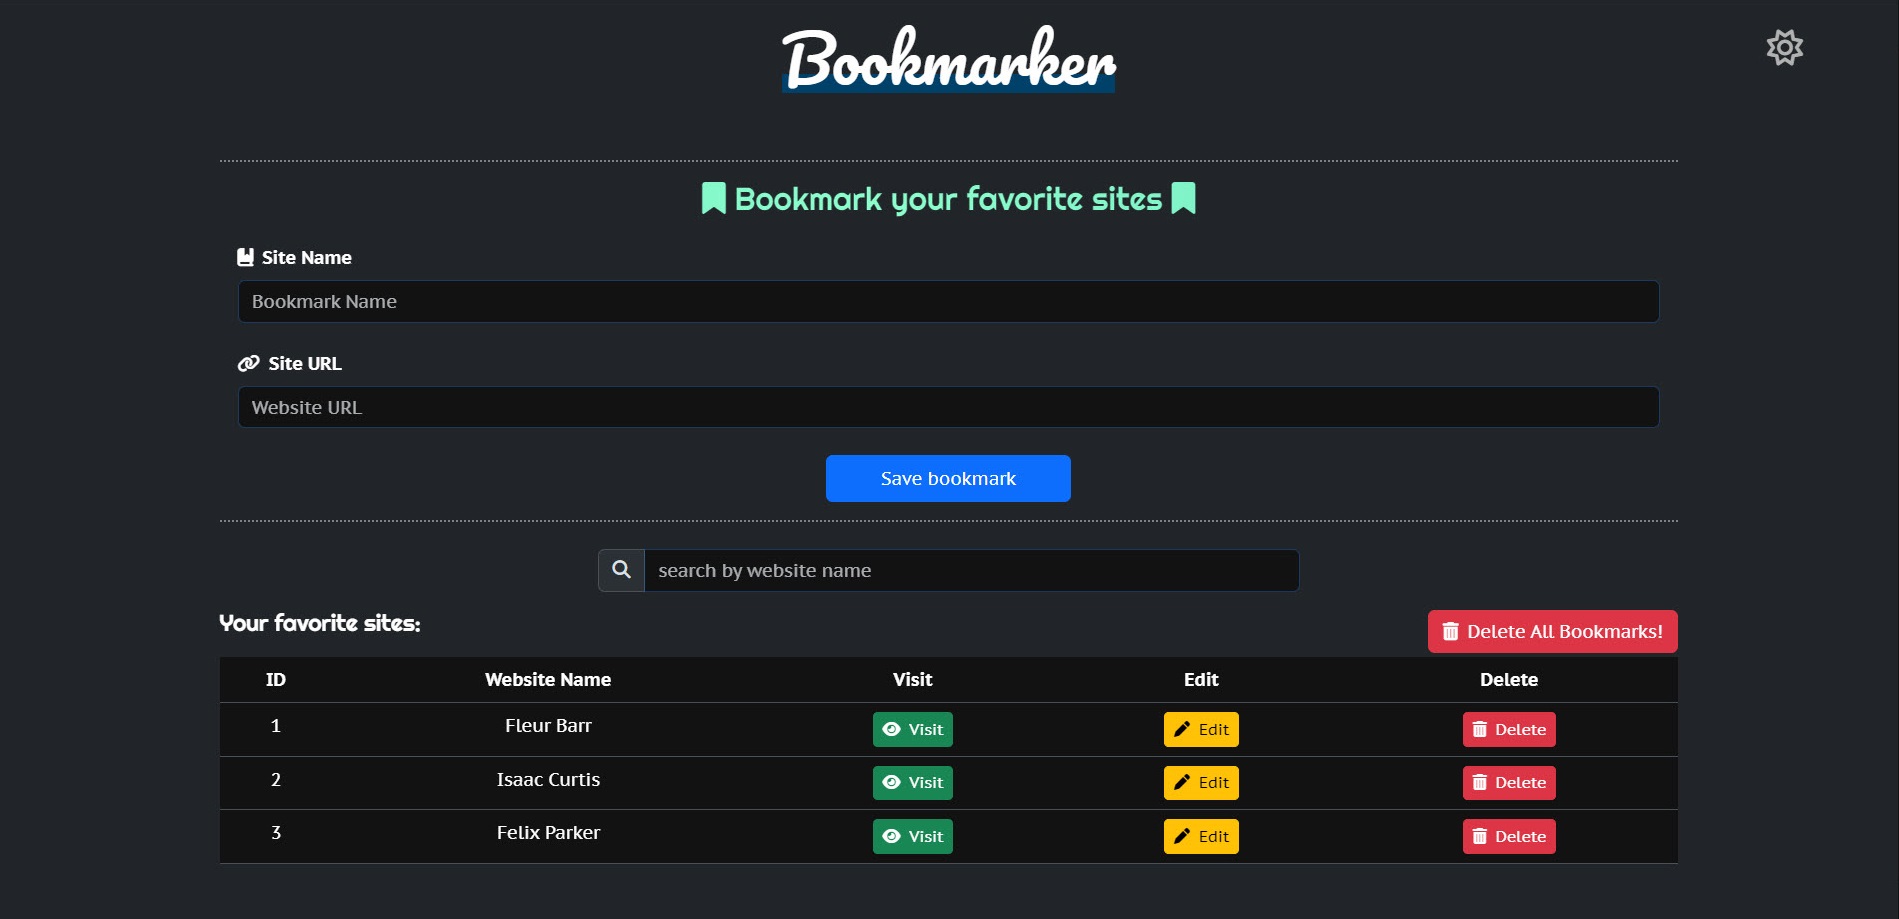 Bookmarker
Bookmark your favorite sites
Site Name
Bookmark Name
Site URL
Website URL
Save bookmark
search by website name
Your favorite sites:
Delete All Bookmarks!
ID Website Name Visit Edit Delete
1 Fleur Barr Visit Edit Delete
2 Isaac Curtis Visit Edit Delete
3 Felix Parker Visit Edit Delete